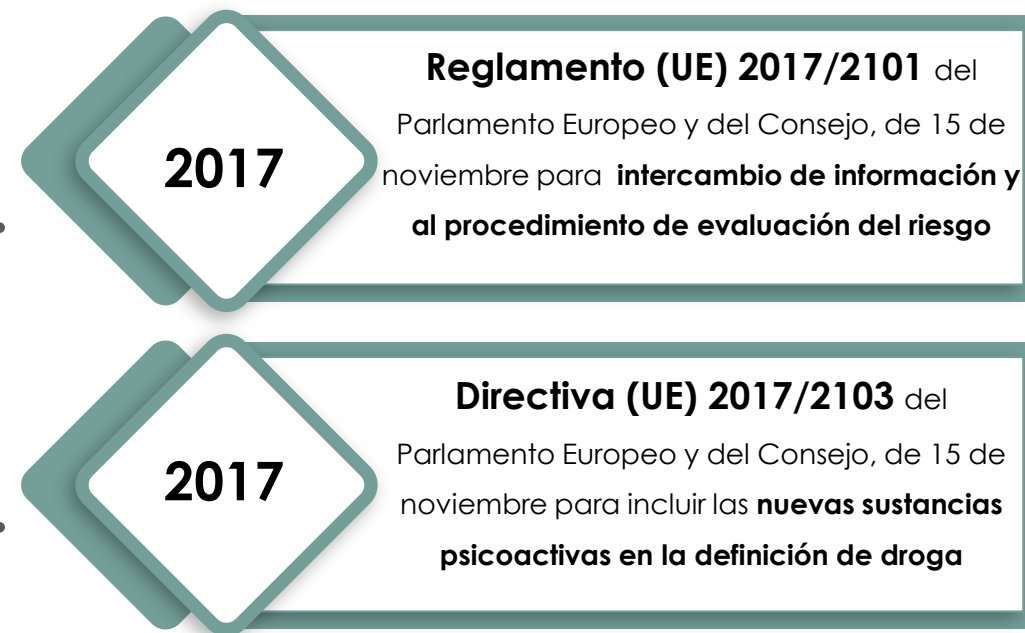 2017
Reglamento (UE) 2017/2101 del
Parlamento Europeo y del Consejo, de 15 de
noviembre para intercambio de información y
al procedimiento de evaluación del riesgo
2017
Directiva (UE) 2017/2103 del
Parlamento Europeo y del Consejo, de 15 de
noviembre para incluir las nuevas sustancias
psicoactivas en la definición de droga